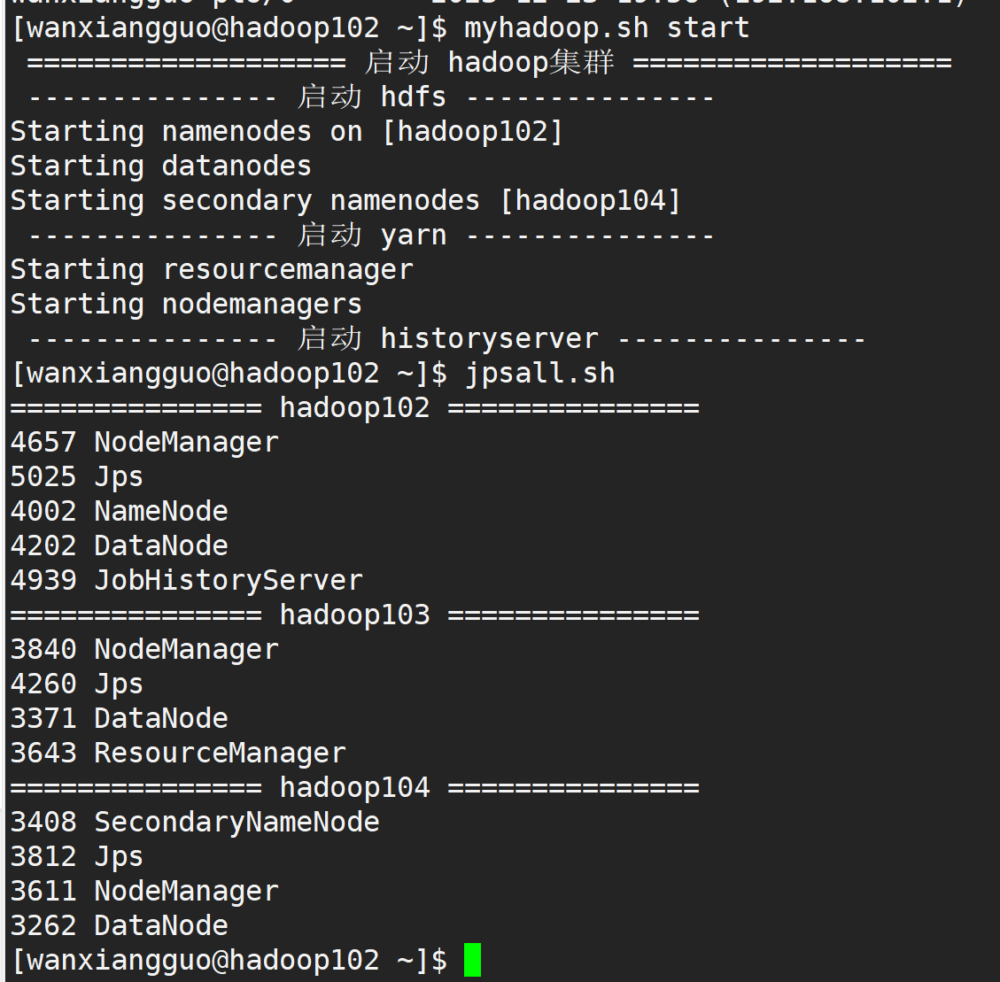 [wanxiangguo@hadoop102 ~]$ myhadoop.sh start
=================== 启动 hadoop集群 ===================
--------------- 启动 hdfs ---------------
Starting namenodes on [hadoop102]
Starting datanodes
Starting secondary namenodes [hadoop104]
--------------- 启动 yarn ---------------
Starting resourcemanager
Starting nodemanagers
--------------- 启动 historyserver ---------------
[wanxiangguo@hadoop102 ~]$ jpsall.sh
=============== hadoop102 ===============
4657 NodeManager
5025 Jps
4002 NameNode
4202 DataNode
4939 JobHistoryServer
=============== hadoop103 ===============
3840 NodeManager
4260 Jps
3371 DataNode
3643 ResourceManager
=============== hadoop104 ===============
3408 SecondaryNameNode
3812 Jps
3611 NodeManager
3262 DataNode
[wanxiangguo@hadoop102 ~]$